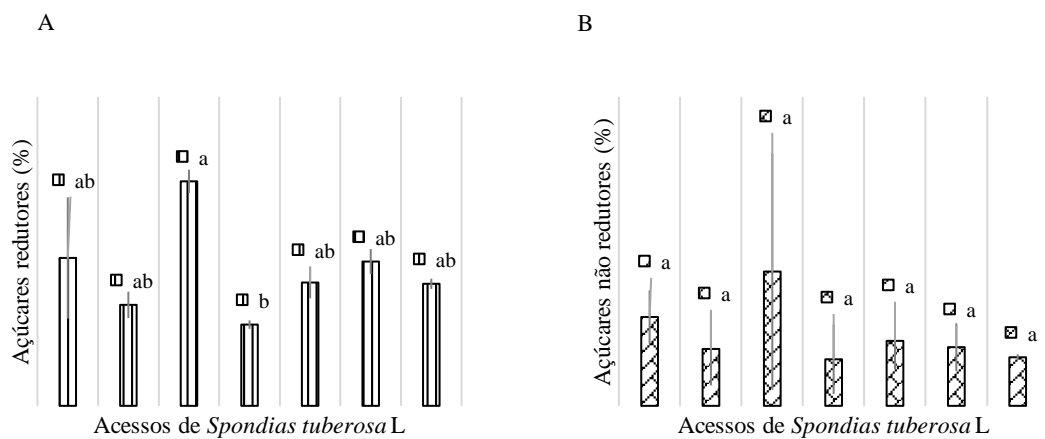 A
Açúcares redutores (%)
ab
ab
a
b
ab
ab
ab
Acessos de Spondias tuberosa L
B
Açúcares não redutores (%)
a
a
a
a
a
a
a
Acessos de Spondias tuberosa L